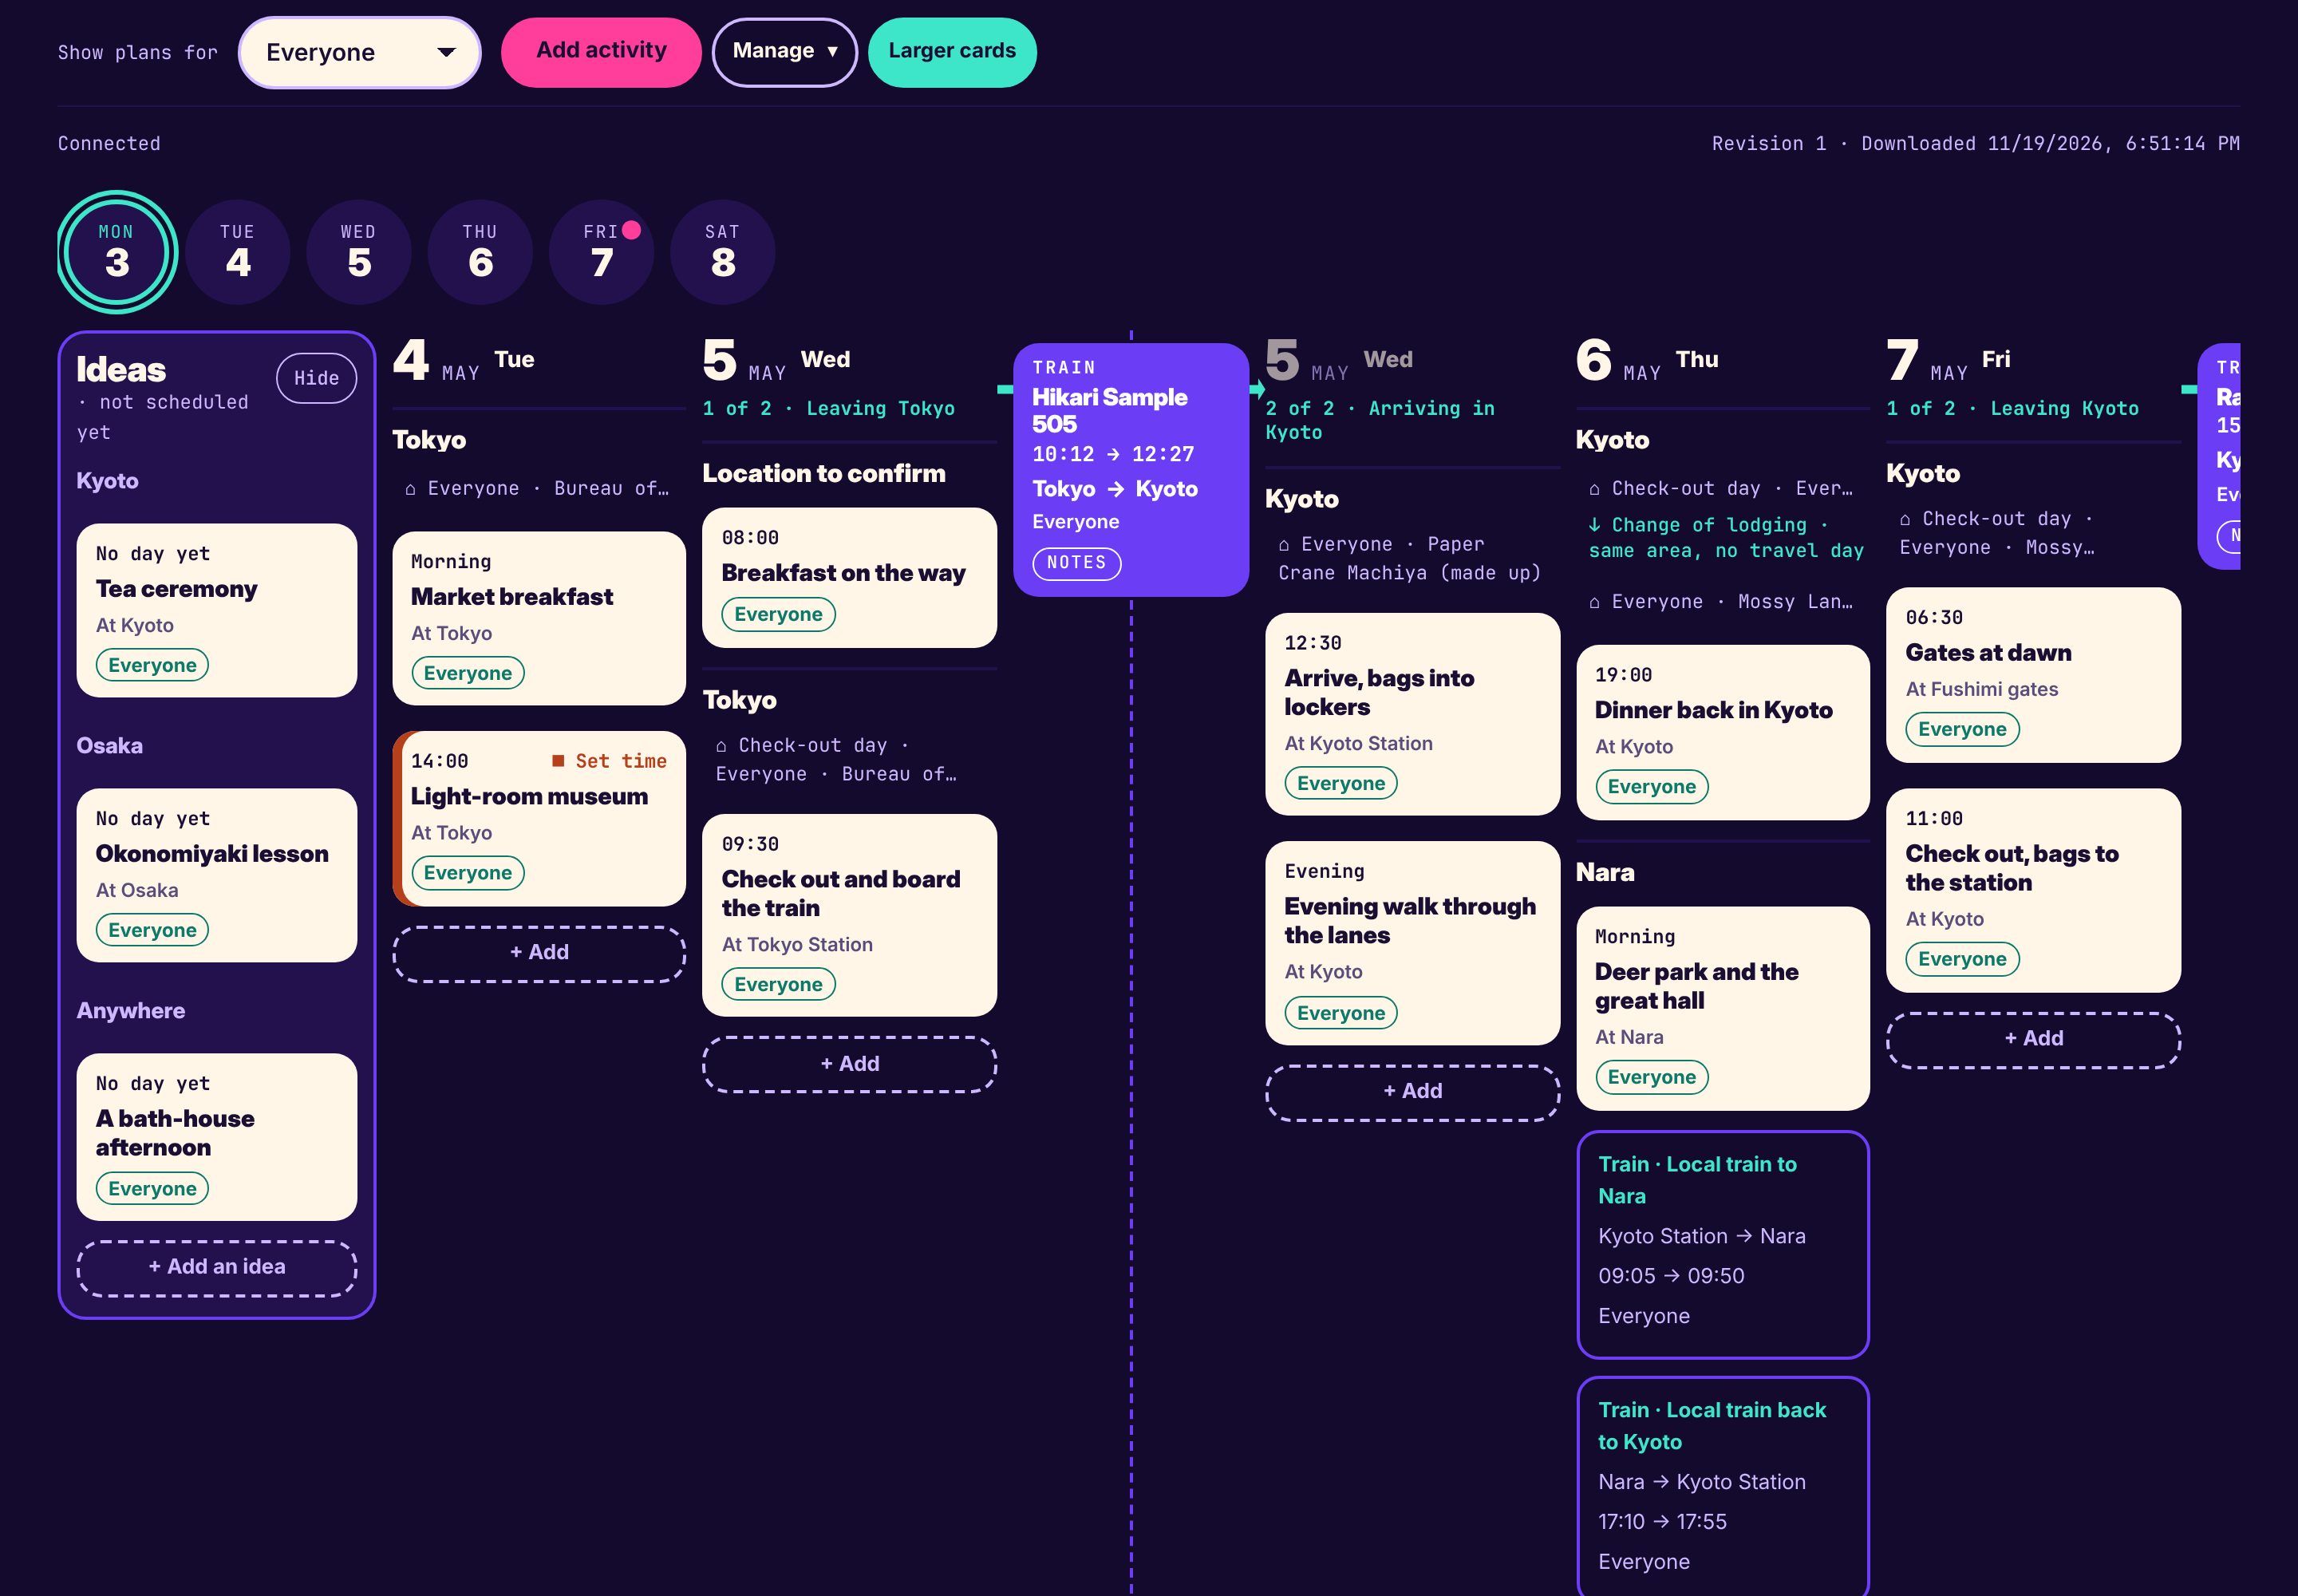 Show plans for
Everyone
Add activity
Manage ▾
Larger cards
Connected
Revision 1 · Downloaded 11/19/2026, 6:51:14 PM
MON
3
TUE
4
WED
5
THU
6
FRI
7
SAT
8
Ideas
· not scheduled
yet
Hide
Kyoto
No day yet
Tea ceremony
At Kyoto
Everyone
Osaka
No day yet
Okonomiyaki lesson
At Osaka
Everyone
Anywhere
No day yet
A bath-house
afternoon
Everyone
+ Add an idea
4 MAY Tue
Tokyo
⌂ Everyone · Bureau of…
Morning
Market breakfast
At Tokyo
Everyone
14:00
■ Set time
Light-room museum
At Tokyo
Everyone
+ Add
5 MAY Wed
1 of 2 · Leaving Tokyo
Location to confirm
08:00
Breakfast on the way
Everyone
Tokyo
⌂ Check-out day ·
Everyone · Bureau of…
09:30
Check out and board
the train
At Tokyo Station
Everyone
+ Add
TRAIN
Hikari Sample
505
10:12 → 12:27
Tokyo → Kyoto
Everyone
NOTES
5 MAY Wed
2 of 2 · Arriving in
Kyoto
Kyoto
⌂ Everyone · Paper
Crane Machiya (made up)
12:30
Arrive, bags into
lockers
At Kyoto Station
Everyone
Evening
Evening walk through
the lanes
At Kyoto
Everyone
+ Add
6 MAY Thu
Kyoto
⌂ Check-out day · Ever…
↓ Change of lodging ·
same area, no travel day
⌂ Everyone · Mossy Lan…
19:00
Dinner back in Kyoto
At Kyoto
Everyone
Nara
Morning
Deer park and the
great hall
At Nara
Everyone
Train · Local train to
Nara
Kyoto Station → Nara
09:05 → 09:50
Everyone
Train · Local train back
to Kyoto
Nara → Kyoto Station
17:10 → 17:55
Everyone
7 MAY Fri
1 of 2 · Leaving Kyoto
Kyoto
⌂ Check-out day ·
Everyone · Mossy…
06:30
Gates at dawn
At Fushimi gates
Everyone
11:00
Check out, bags to
the station
At Kyoto
Everyone
+ Add